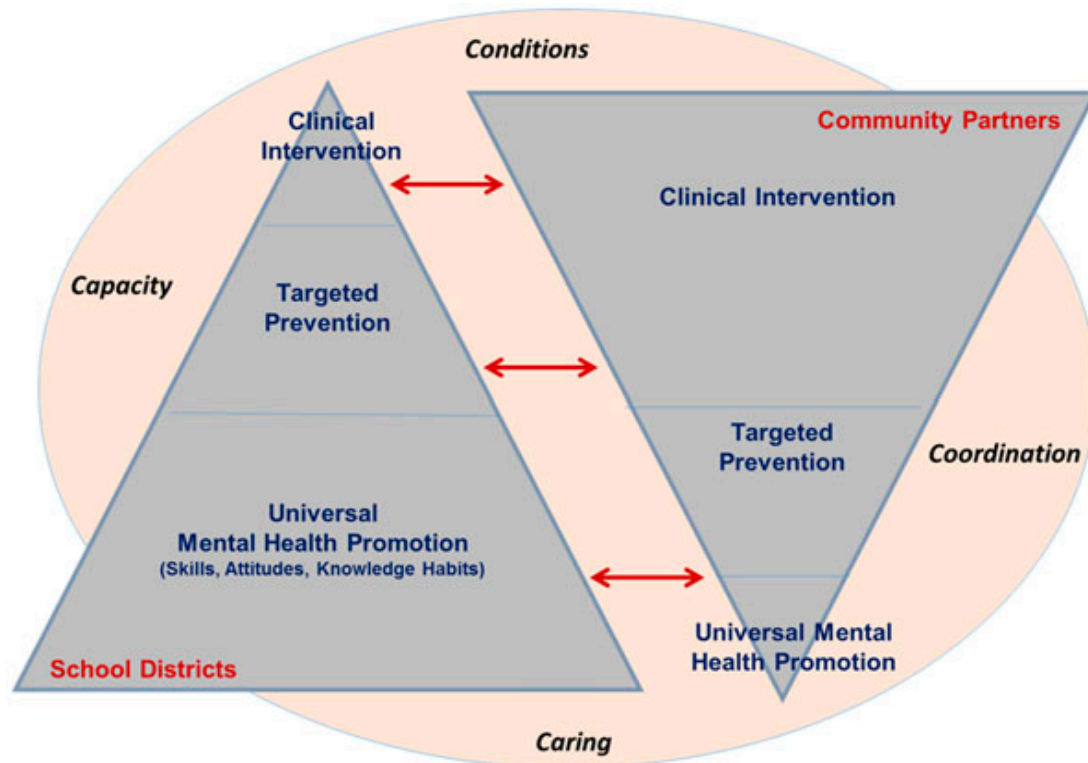 Conditions
Clinical
Intervention
Community Partners
Clinical Intervention
Capacity
Targeted
Prevention
Targeted
Prevention
Coordination
Universal
Mental Health Promotion
(Skills, Attitudes, Knowledge Habits)
Universal Mental
Health Promotion
School Districts
Caring